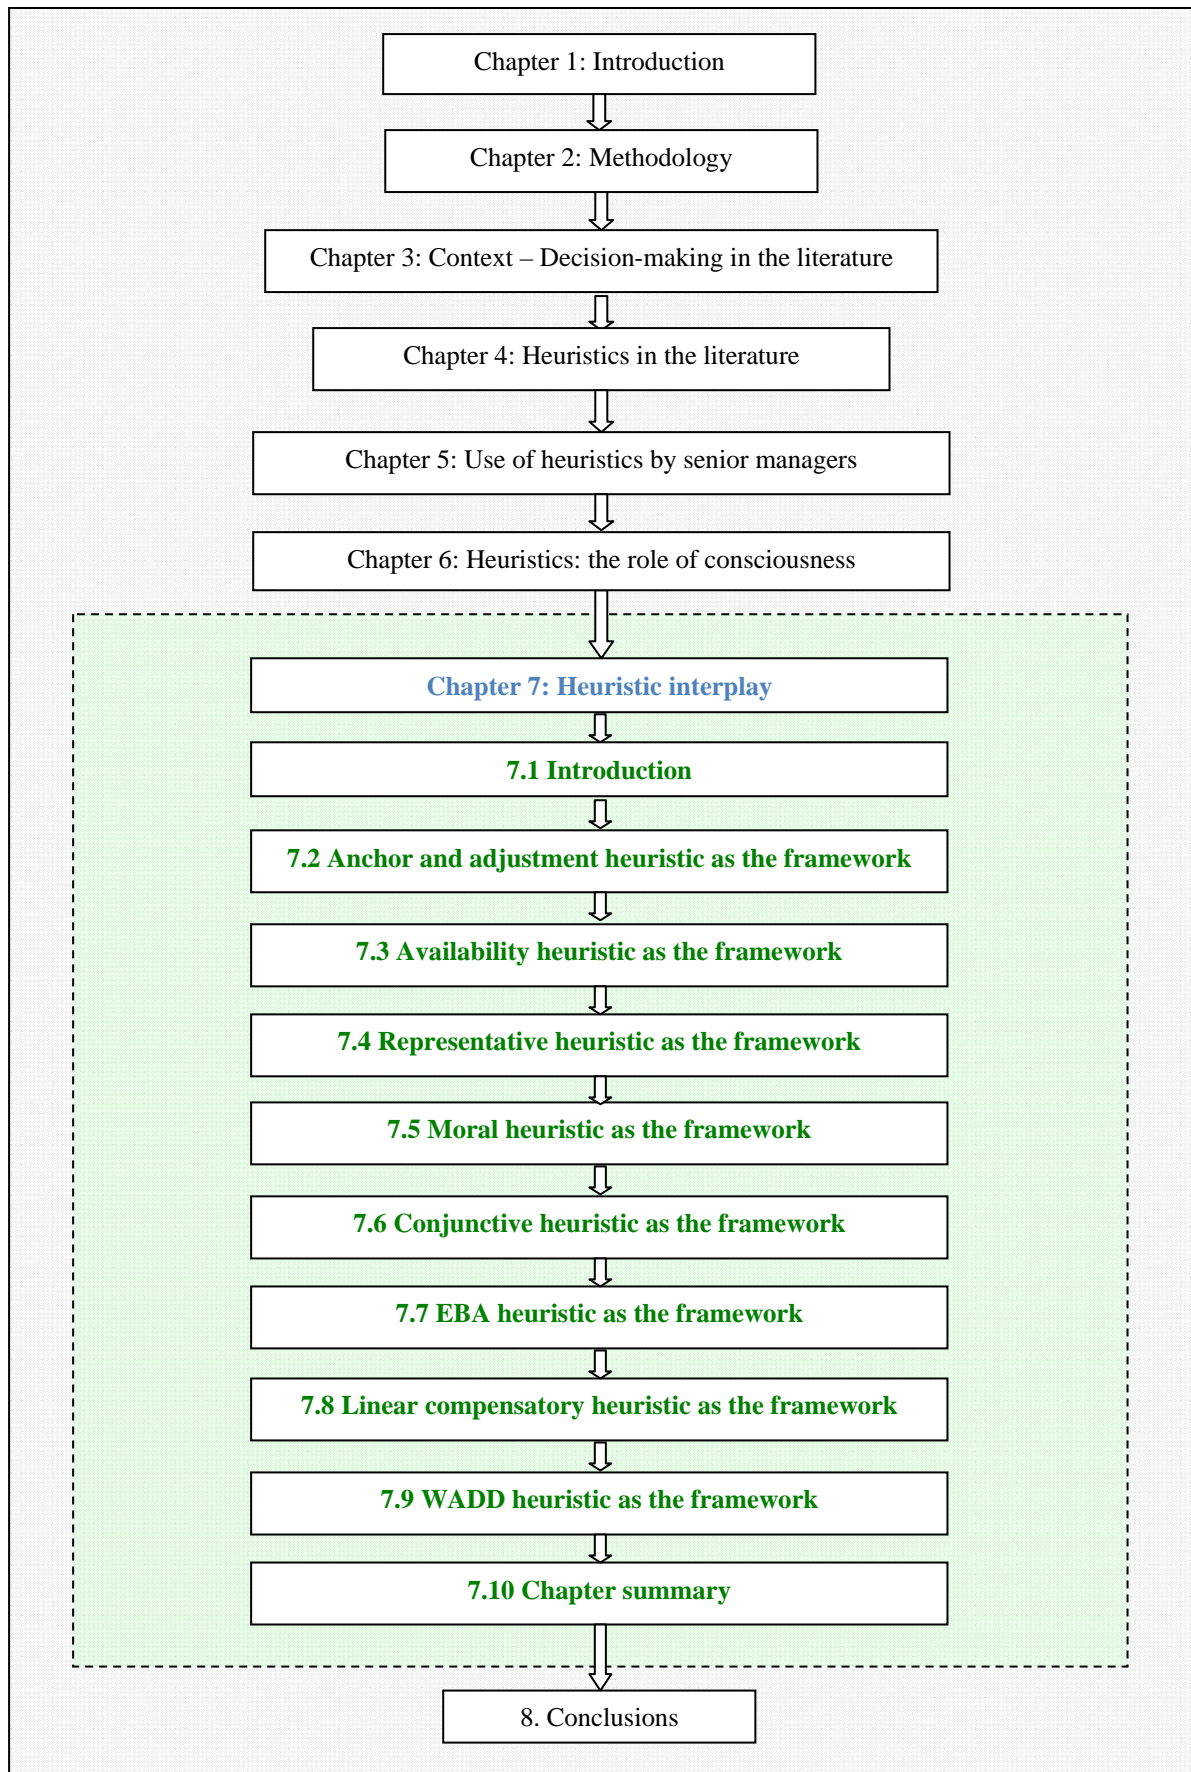 Chapter 1: Introduction
Chapter 2: Methodology
Chapter 3: Context – Decision-making in the literature
Chapter 4: Heuristics in the literature
Chapter 5: Use of heuristics by senior managers
Chapter 6: Heuristics: the role of consciousness
Chapter 7: Heuristic interplay
7.1 Introduction
7.2 Anchor and adjustment heuristic as the framework
7.3 Availability heuristic as the framework
7.4 Representative heuristic as the framework
7.5 Moral heuristic as the framework
7.6 Conjunctive heuristic as the framework
7.7 EBA heuristic as the framework
7.8 Linear compensatory heuristic as the framework
7.9 WADD heuristic as the framework
7.10 Chapter summary
8. Conclusions